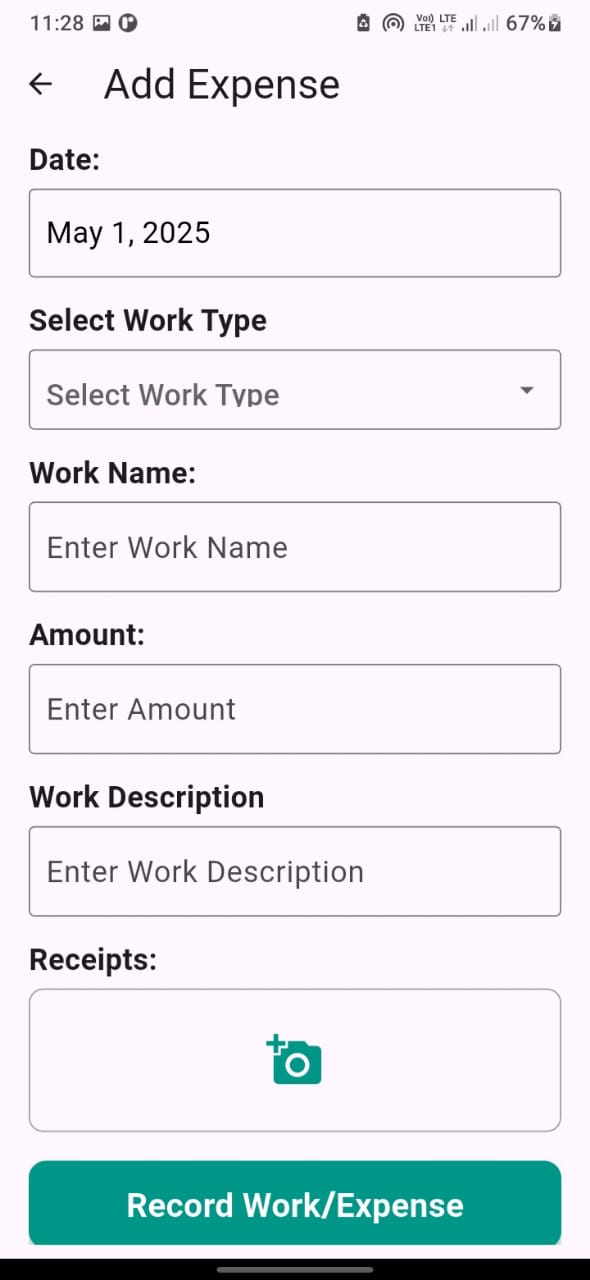 11:28
Vo) LTE
LTE1
67%
Add Expense
Date:
May 1, 2025
Select Work Type
Select Work Type
Work Name:
Enter Work Name
Amount:
Enter Amount
Work Description
Enter Work Description
Receipts:
Record Work/Expense